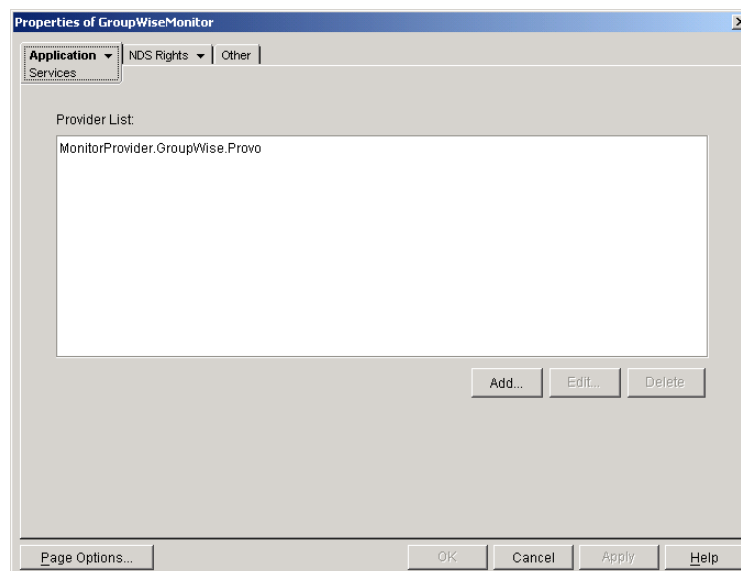 Properties of GroupWiseMonitor
Application NDS Rights Other
Services
Provider List:
MonitorProvider.GroupWise.Provo
Add... Edit... Delete
Page Options... OK Cancel Apply Help